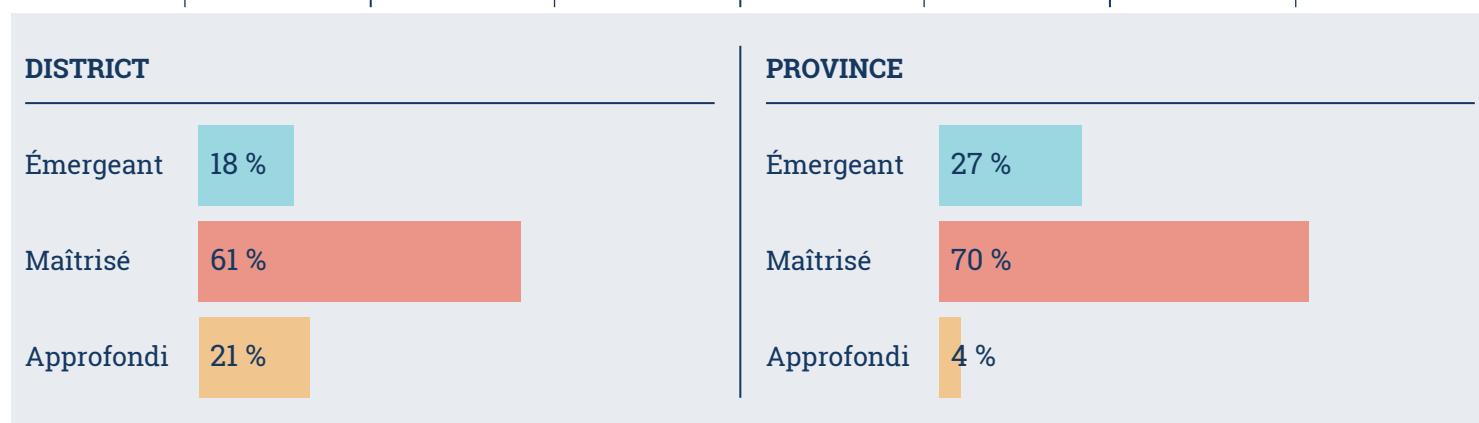 DISTRICT
Émergeant 18 %
Maîtrisé 61 %
Approfondi 21 %
PROVINCE
Émergeant 27 %
Maîtrisé 70 %
Approfondi 4 %